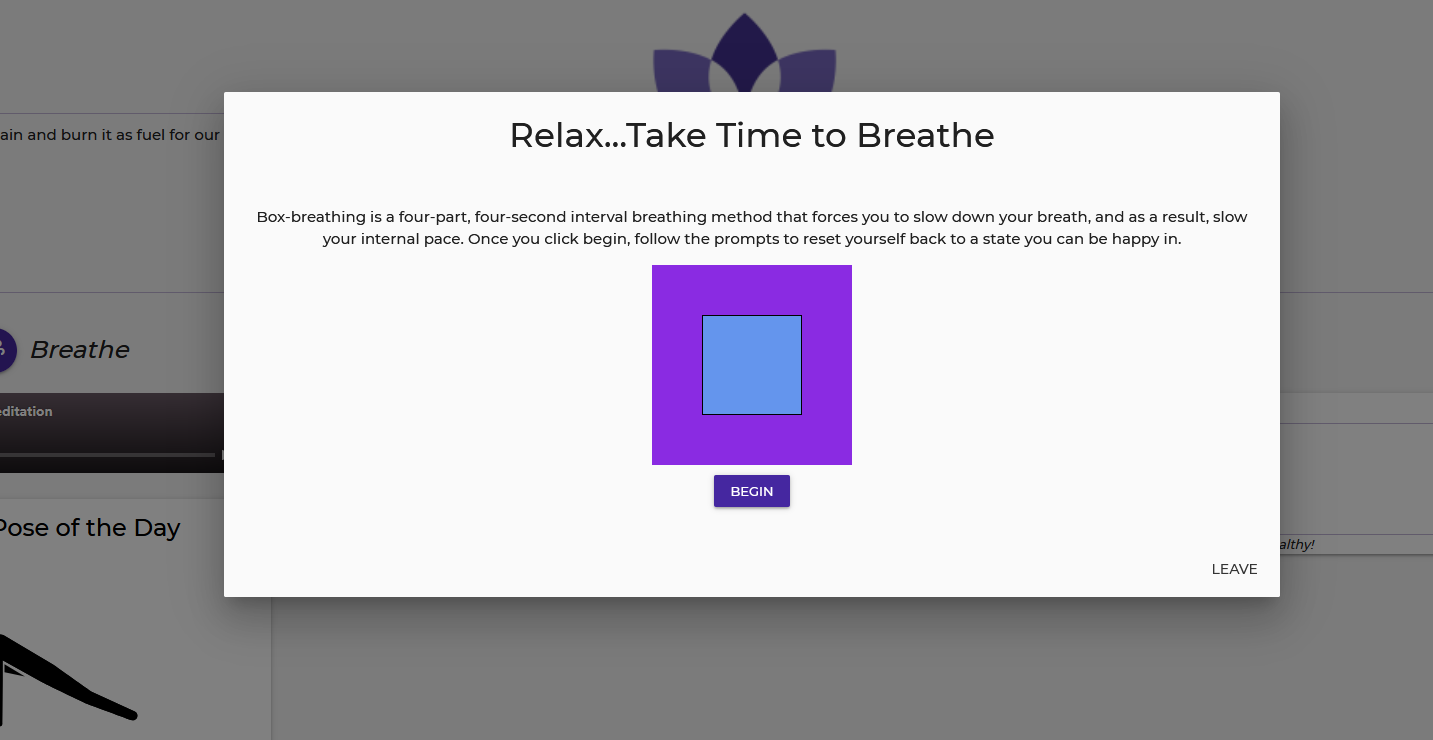 Relax...Take Time to Breathe
ain and burn it as fuel for our
Box-breathing is a four-part, four-second interval breathing method that forces you to slow down your breath, and as a result, slow
your internal pace. Once you click begin, follow the prompts to reset yourself back to a state you can be happy in.
Breathe
editation
BEGIN
Pose of the Day
althy!
LEAVE